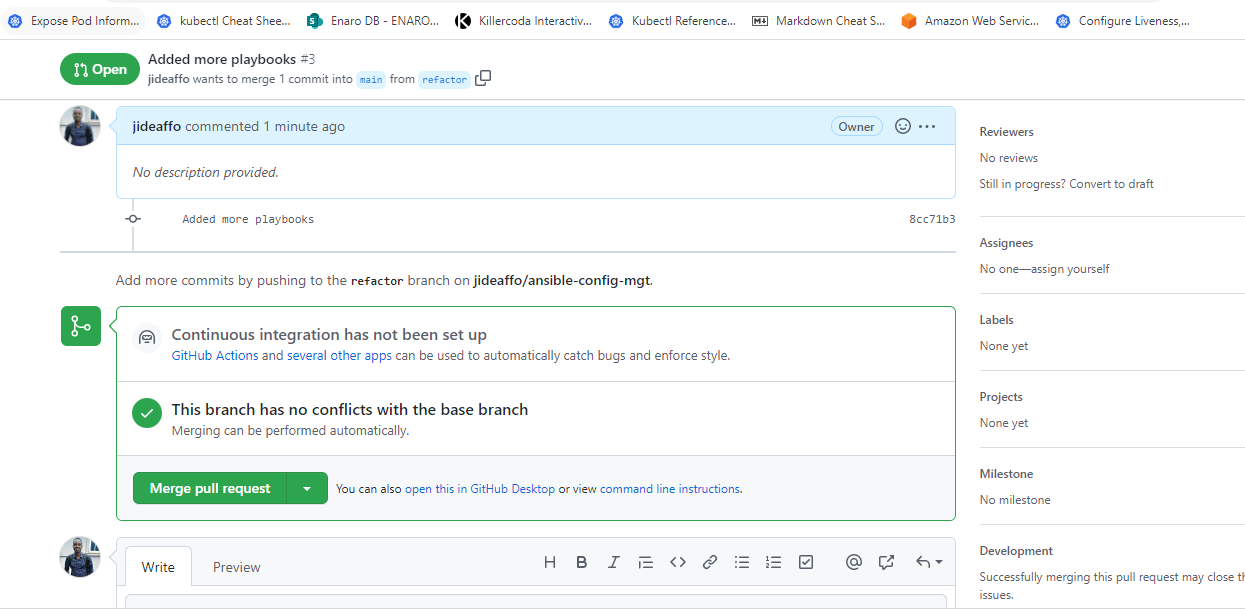 Expose Pod Inform... kubectl Cheat Shee... Enaro DB - ENARO... Killercoda Interactiv... Kubectl Reference... Markdown Cheat S... Amazon Web Servic... Configure Liveness,...
Open
Added more playbooks #3
jideaffo wants to merge 1 commit into main from refactor
jideaffo commented 1 minute ago
Owner
No description provided.
Added more playbooks 8cc71b3
Add more commits by pushing to the refactor branch on jideaffo/ansible-config-mgt.
Continuous integration has not been set up
GitHub Actions and several other apps can be used to automatically catch bugs and enforce style.
This branch has no conflicts with the base branch
Merging can be performed automatically.
Merge pull request
You can also open this in GitHub Desktop or view command line instructions.
Write Preview
Reviewers
No reviews
Still in progress? Convert to draft
Assignees
No one—assign yourself
Labels
None yet
Projects
None yet
Milestone
No milestone
Development
Successfully merging this pull request may close th
issues.